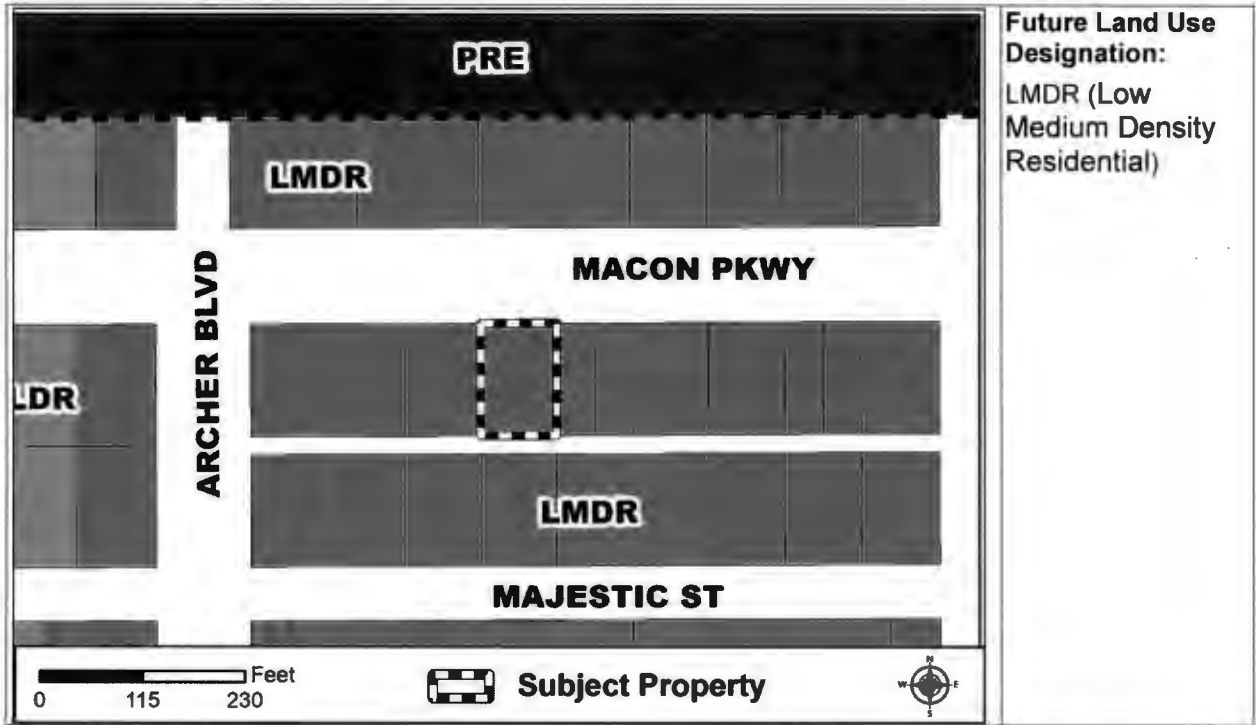 PRE
LMDR
MACON PKWY
ARCHER BLVD
LDR
LMDR
MAJESTIC ST
Feet
0 115 230
Subject Property
N
W E
S
Future Land Use
Designation:
LMDR (Low
Medium Density
Residential)